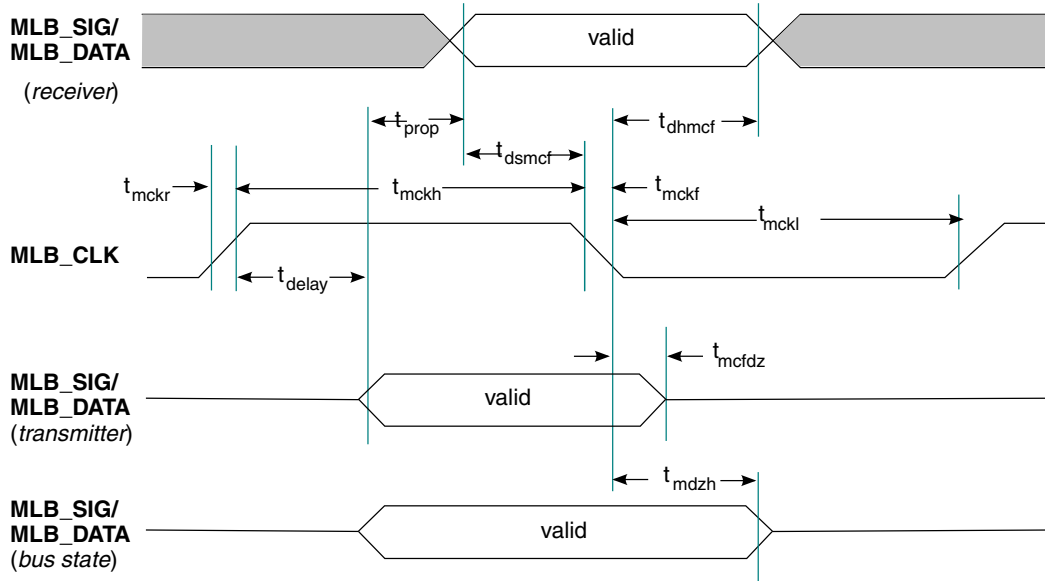 MLB_SIG/
MLB_DATA
(receiver)
valid
tprop
tdhmcf
tdsmcf
tmckr
tmckh
tmckf
tmckl
MLB_CLK
tdelay
tmcfdz
MLB_SIG/
MLB_DATA
(transmitter)
valid
tmdzh
MLB_SIG/
MLB_DATA
(bus state)
valid